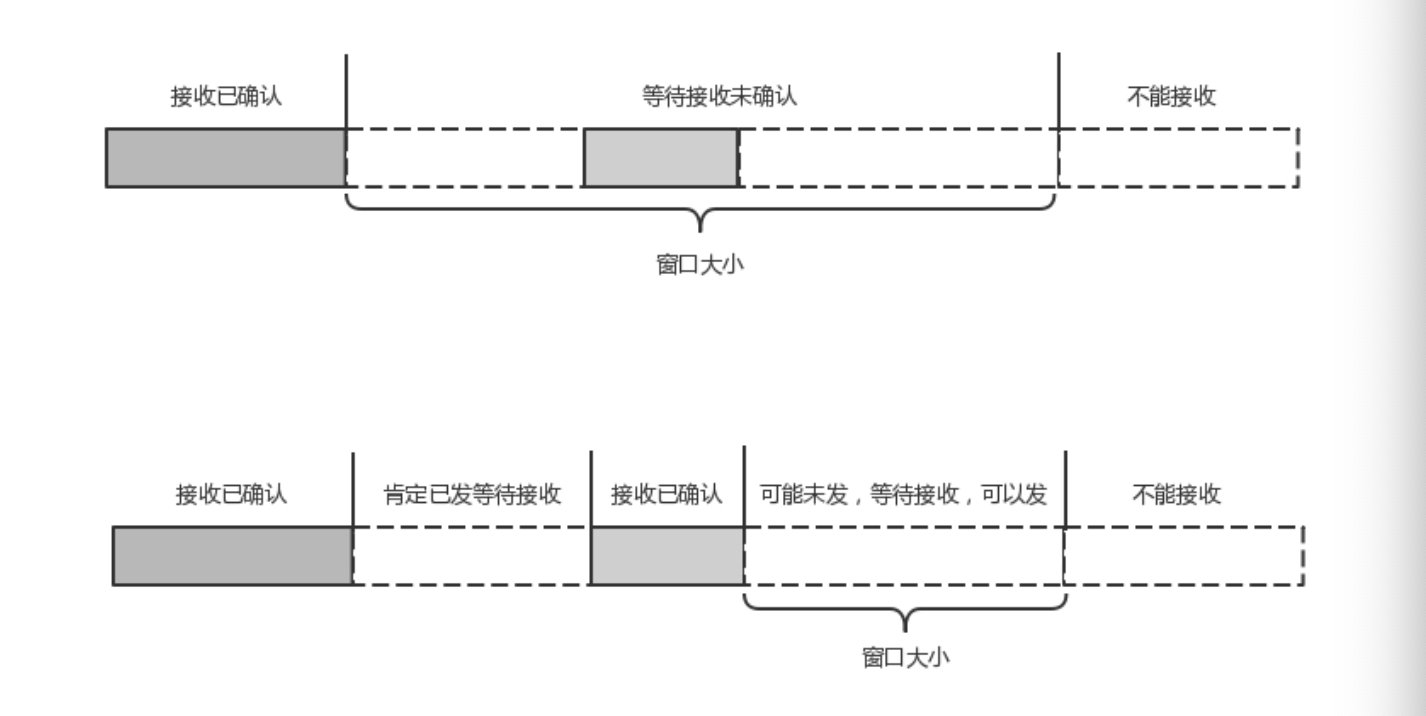 接收已确认
等待接收未确认
不能接收
窗口大小
接收已确认
肯定已发等待接收
接收已确认
可能未发，等待接收，可以发
不能接收
窗口大小